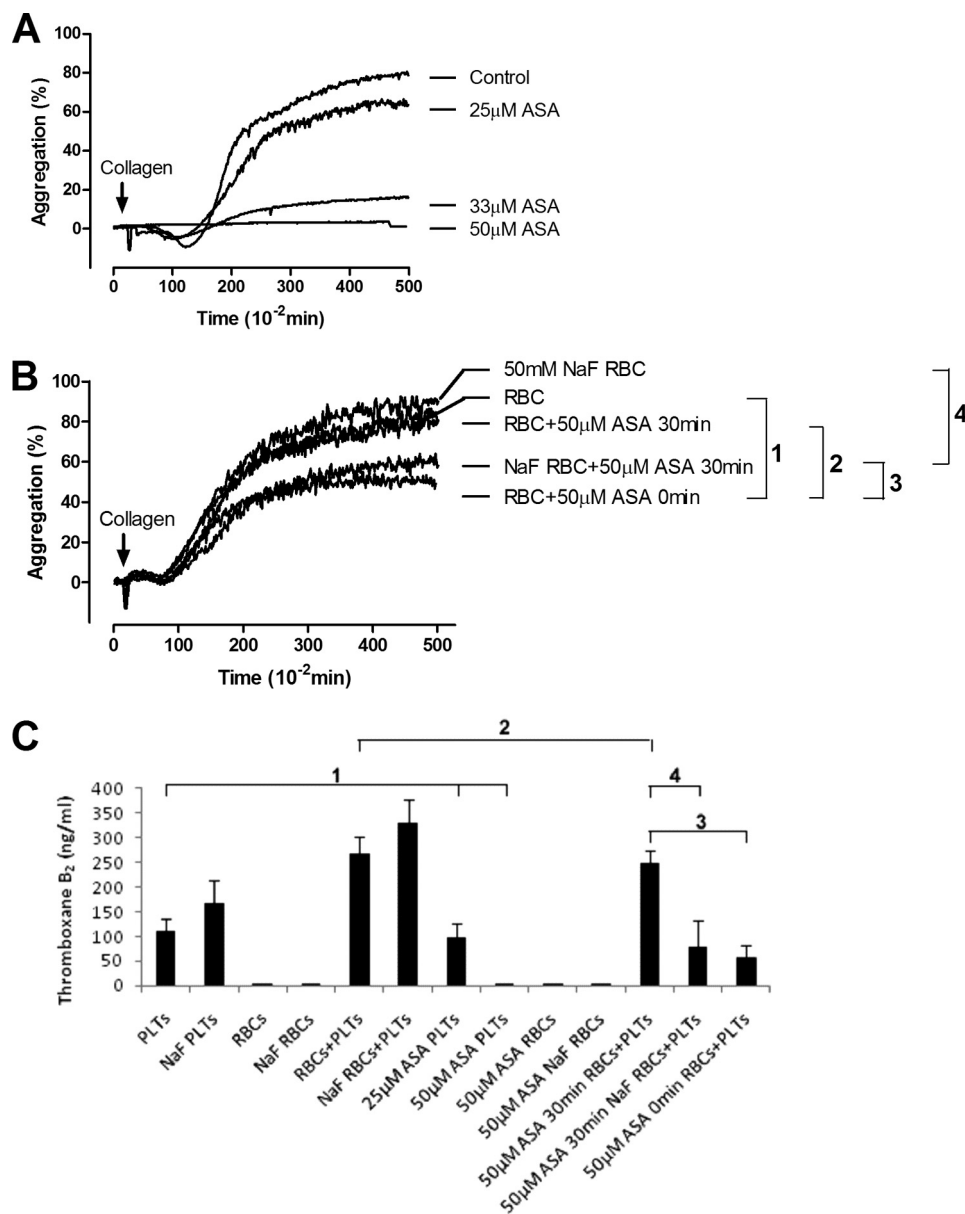 A
100
80
60
40
20
0
Aggregation (%)
Collagen
Control
25µM ASA
33µM ASA
50µM ASA
0 100 200 300 400 500
Time (10-2min)
B
100
80
60
40
20
0
Aggregation (%)
Collagen
50mM NaF RBC
RBC
RBC+50µM ASA 30min
NaF RBC+50µM ASA 30min
RBC+50µM ASA 0min
1
2
3
4
0 100 200 300 400 500
Time (10-2min)
C
2
1
4
3
400
350
300
250
200
150
100
50
0
Thromboxane B2 (ng/ml)
PLTs
NaF PLTs
RBCs
NaF RBCs
RBCs+PLTs
NaF RBCs+PLTs
25µM ASA PLTs
50µM ASA PLTs
50µM ASA RBCs
50µM ASA NaF RBCs
50µM ASA 30min RBCs+PLTs
50µM ASA 30min NaF RBCs+PLTs
50µM ASA 0min RBCs+PLTs